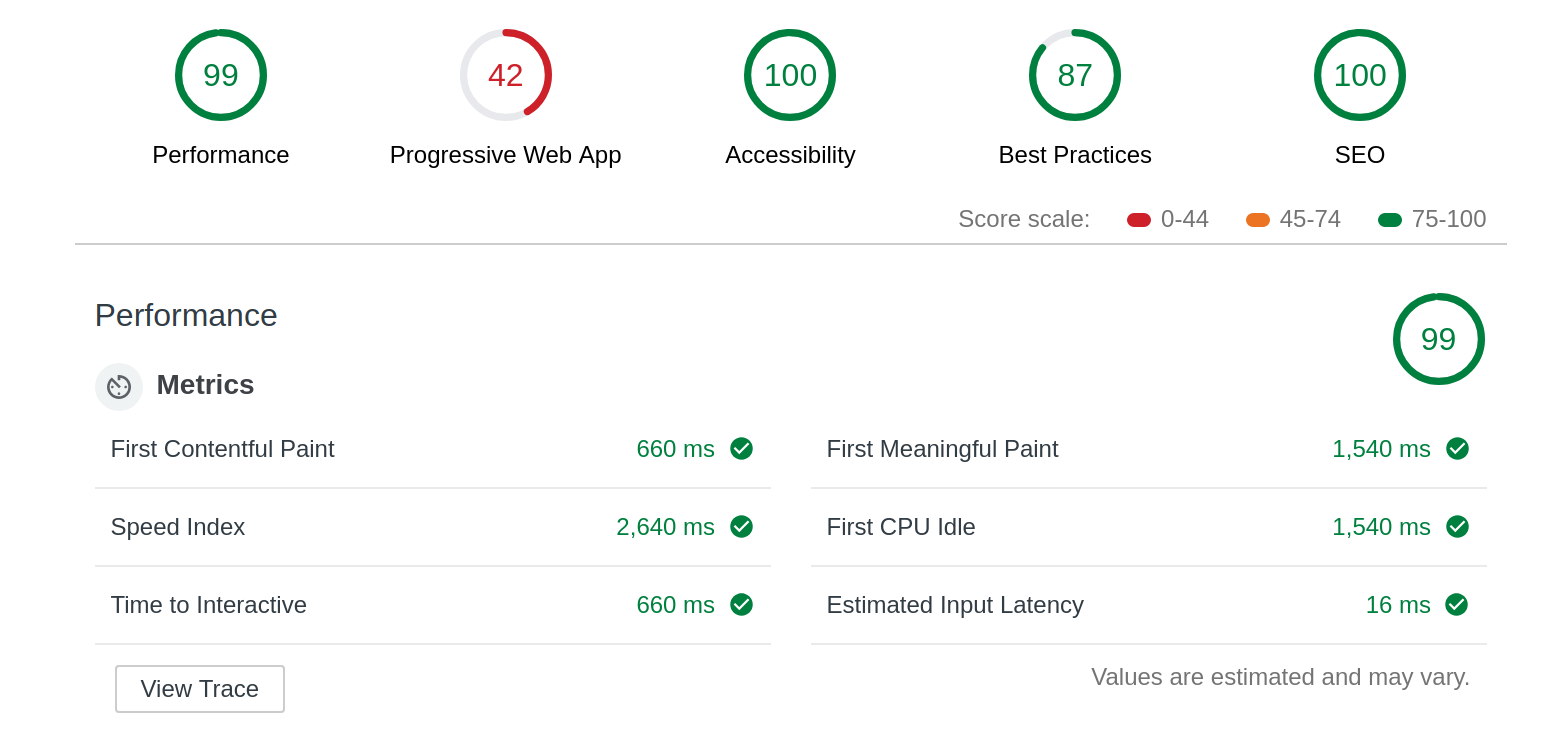 99 42 100 87 100
Performance Progressive Web App Accessibility Best Practices SEO
Score scale: 0-44 45-74 75-100
Performance
99
Metrics
First Contentful Paint 660 ms First Meaningful Paint 1,540 ms
Speed Index 2,640 ms First CPU Idle 1,540 ms
Time to Interactive 660 ms Estimated Input Latency 16 ms
View Trace Values are estimated and may vary.